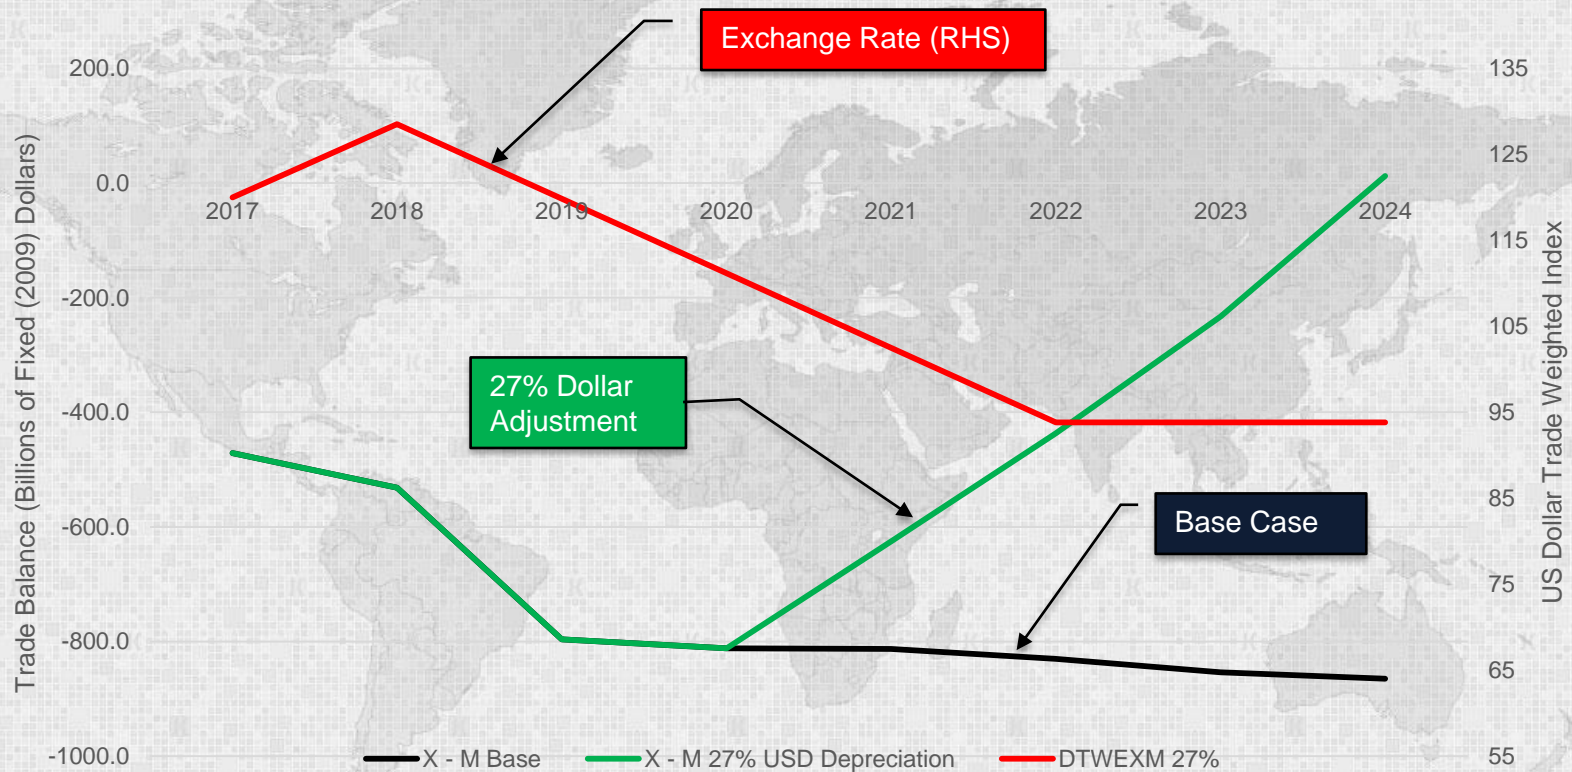 Exchange Rate (RHS)
200.0
0.0
-200.0
-400.0
-600.0
-800.0
-1000.0
Trade Balance (Billions of Fixed (2009) Dollars)
2017 2018 2019 2020 2021 2022 2023 2024
27% Dollar
Adjustment
Base Case
135
125
115
105
95
85
75
65
55
US Dollar Trade Weighted Index
X - M Base X - M 27% USD Depreciation DTWEXM 27%